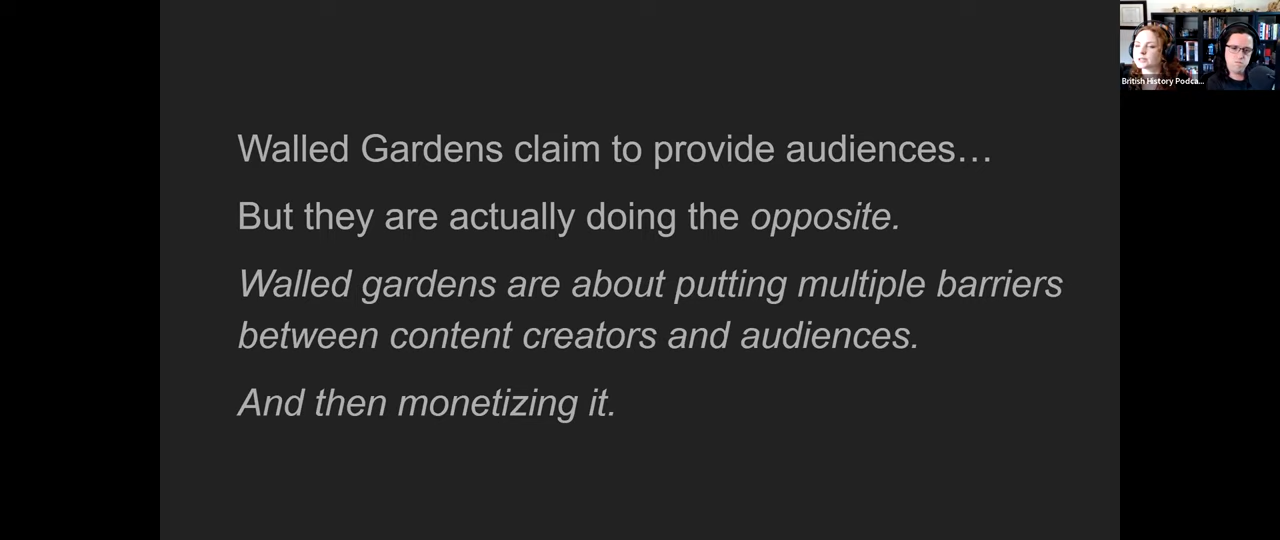 Walled Gardens claim to provide audiences…
But they are actually doing the opposite.
Walled gardens are about putting multiple barriers
between content creators and audiences.
And then monetizing it.
British History Podca...